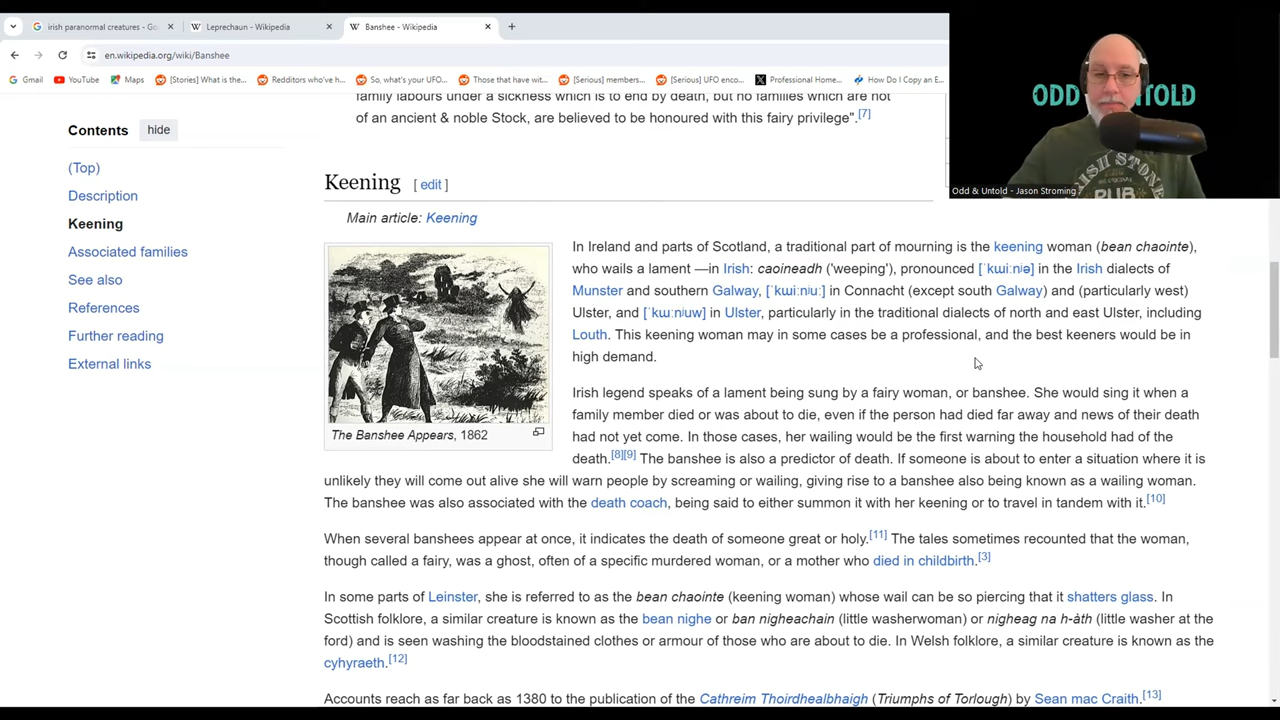 irish paranormal creatures - Go
Leprechaun - Wikipedia
Banshee - Wikipedia
en.wikipedia.org/wiki/Banshee
Gmail
YouTube
Maps
[Stories] What is the...
Redditors who've h...
So, what's your UFO...
Those that have wit...
[Serious] members...
[Serious] UFO enco...
Professional Home...
How Do I Copy an E...
ODD UNTOLD
ISH STONE
PUB
Odd & Untold - Jason Stroming
Contents hide
(Top)
Description
Keening
Associated families
See also
References
Further reading
External links
family labours under a sickness which is to end by death, but no families which are not
of an ancient & noble Stock, are believed to be honoured with this fairy privilege".[7]
Keening [ edit ]
Main article: Keening
The Banshee Appears, 1862
In Ireland and parts of Scotland, a traditional part of mourning is the keening woman (bean chaointe),
who wails a lament —in Irish: caoineadh ('weeping'), pronounced [ˈkɯiːnʲə] in the Irish dialects of
Munster and southern Galway, [ˈkɯiːnʲuː] in Connacht (except south Galway) and (particularly west)
Ulster, and [ˈkɯːnʲuw] in Ulster, particularly in the traditional dialects of north and east Ulster, including
Louth. This keening woman may in some cases be a professional, and the best keeners would be in
high demand.
Irish legend speaks of a lament being sung by a fairy woman, or banshee. She would sing it when a
family member died or was about to die, even if the person had died far away and news of their death
had not yet come. In those cases, her wailing would be the first warning the household had of the
death.[8][9] The banshee is also a predictor of death. If someone is about to enter a situation where it is
unlikely they will come out alive she will warn people by screaming or wailing, giving rise to a banshee also being known as a wailing woman.
The banshee was also associated with the death coach, being said to either summon it with her keening or to travel in tandem with it.[10]
When several banshees appear at once, it indicates the death of someone great or holy.[11] The tales sometimes recounted that the woman,
though called a fairy, was a ghost, often of a specific murdered woman, or a mother who died in childbirth.[3]
In some parts of Leinster, she is referred to as the bean chaointe (keening woman) whose wail can be so piercing that it shatters glass. In
Scottish folklore, a similar creature is known as the bean nighe or ban nigheachain (little washerwoman) or nigheag na h-àth (little washer at the
ford) and is seen washing the bloodstained clothes or armour of those who are about to die. In Welsh folklore, a similar creature is known as the
cyhyraeth.[12]
Accounts reach as far back as 1380 to the publication of the Cathreim Thoirdhealbhaigh (Triumphs of Torlough) by Sean mac Craith.[13]